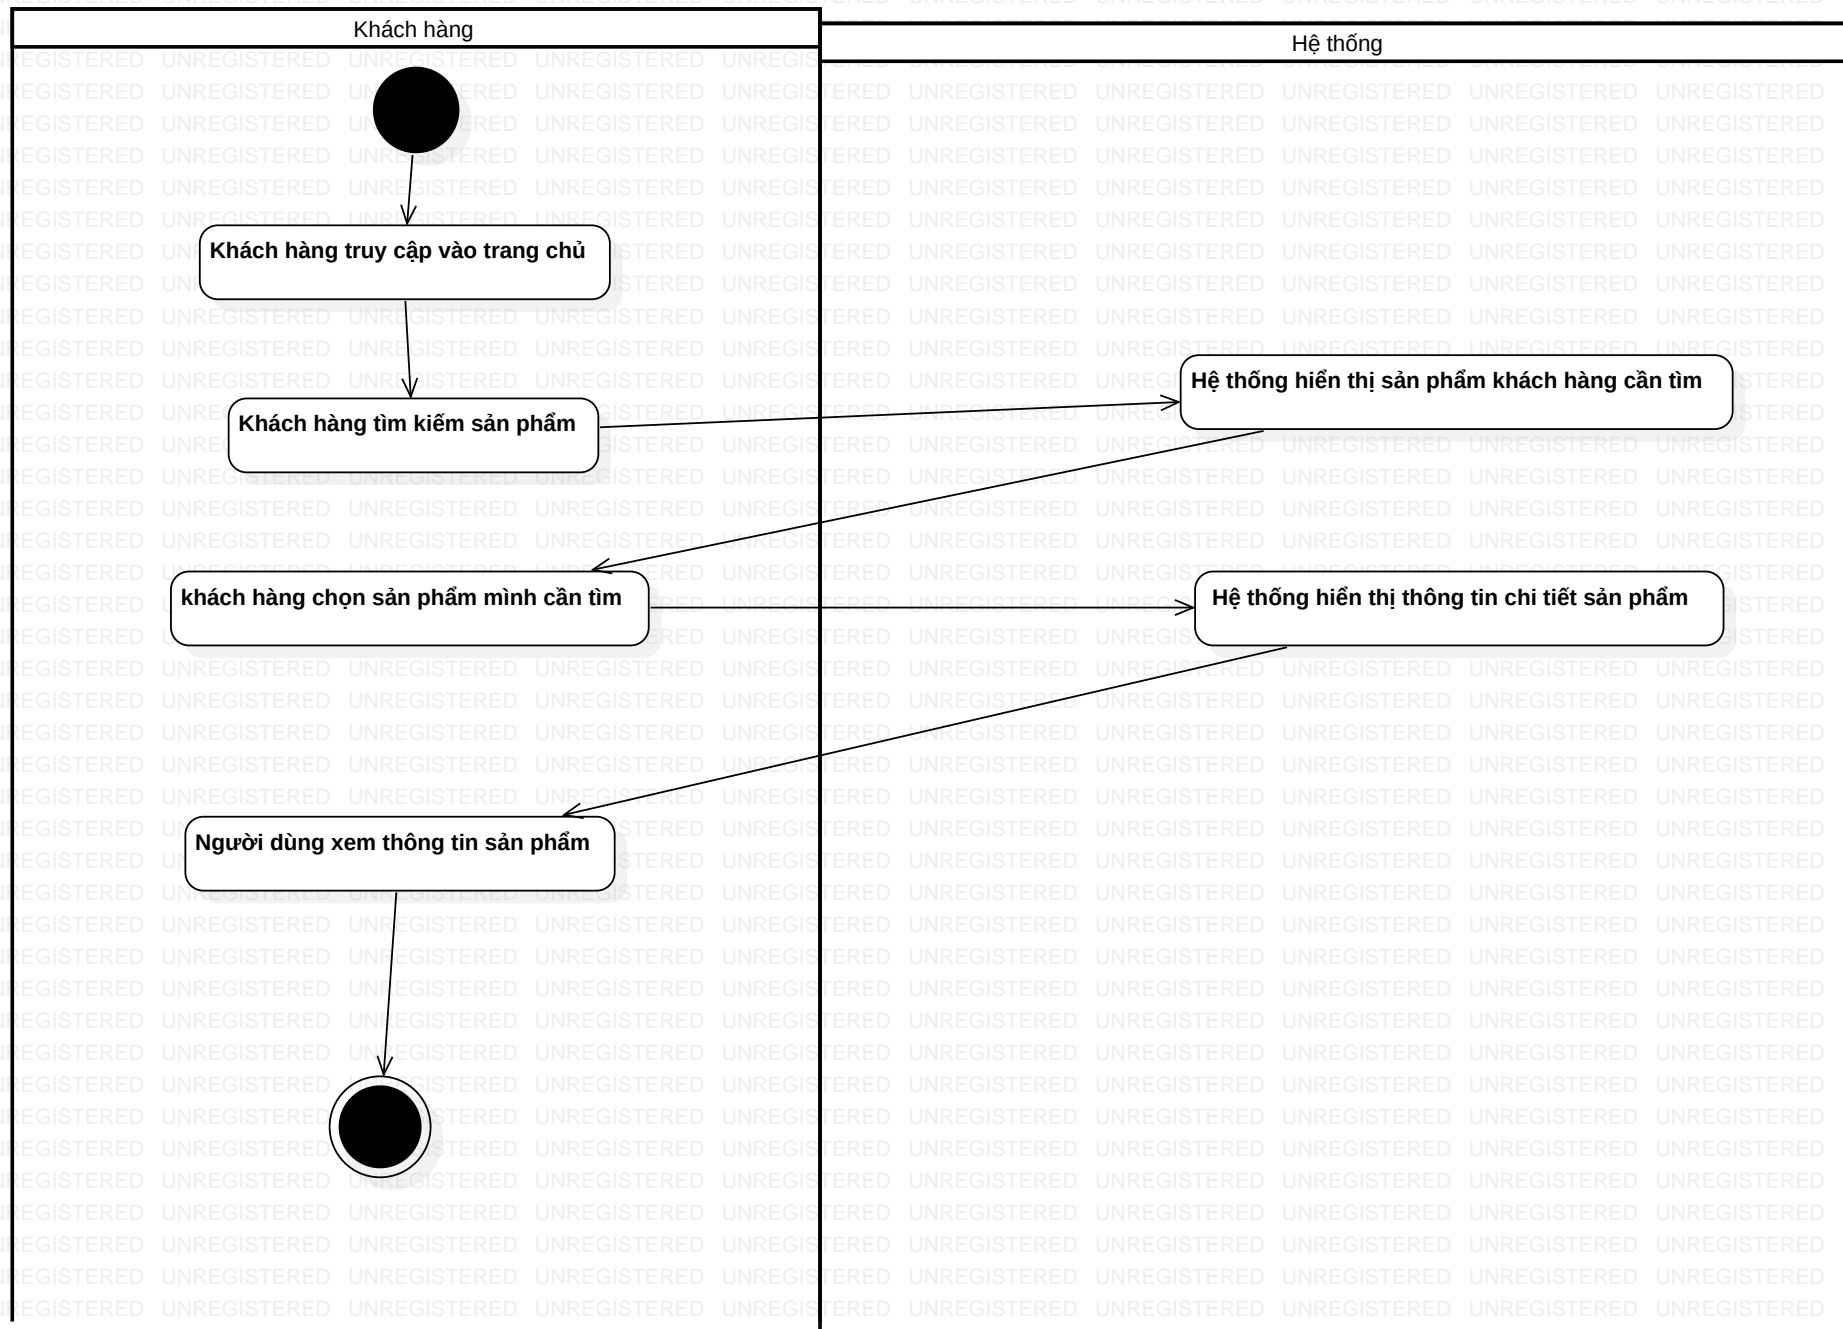 Khách hàng
Hệ thống
Khách hàng truy cập vào trang chủ
Hệ thống hiển thị sản phẩm khách hàng cần tìm
Khách hàng tìm kiếm sản phẩm
khách hàng chọn sản phẩm mình cần tìm
Hệ thống hiển thị thông tin chi tiết sản phẩm
Người dùng xem thông tin sản phẩm
UNREGISTERED